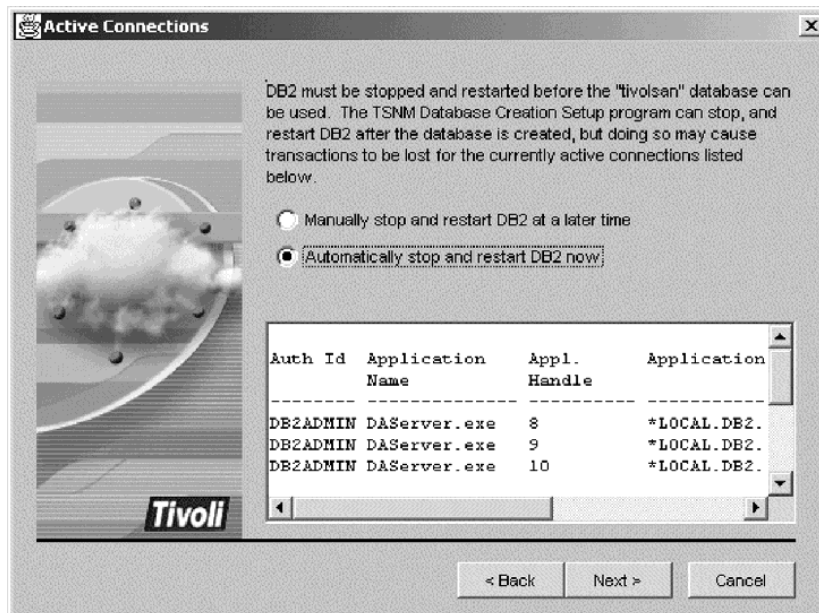 Active Connections
DB2 must be stopped and restarted before the "tivolsan" database can
be used. The TSNM Database Creation Setup program can stop, and
restart DB2 after the database is created, but doing so may cause
transactions to be lost for the currently active connections listed
below.
Manually stop and restart DB2 at a later time
Automatically stop and restart DB2 now
Auth Id Application Appl. Application
Name Handle
-------- -------------- ---------- ----------
DB2ADMIN DAServer.exe 8 *LOCAL.DB2.
DB2ADMIN DAServer.exe 9 *LOCAL.DB2.
DB2ADMIN DAServer.exe 10 *LOCAL.DB2.
Tivoli
< Back Next > Cancel